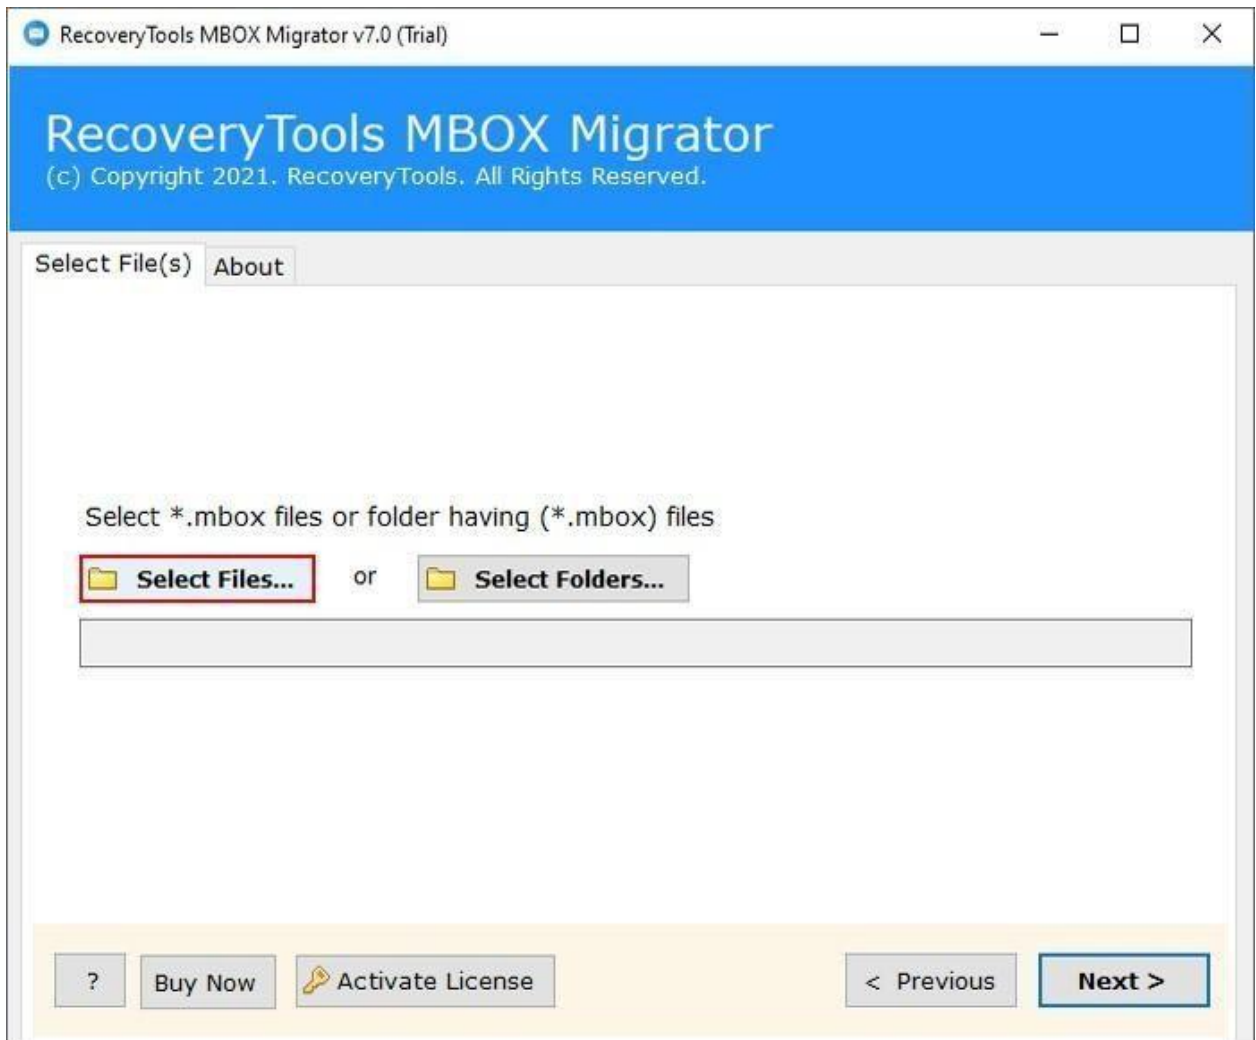 RecoveryTools MBOX Migrator v7.0 (Trial)
RecoveryTools MBOX Migrator
(c) Copyright 2021. RecoveryTools. All Rights Reserved.
Select File(s) About
Select *.mbox files or folder having (*.mbox) files
Select Files... or Select Folders...
? Buy Now Activate License < Previous Next >